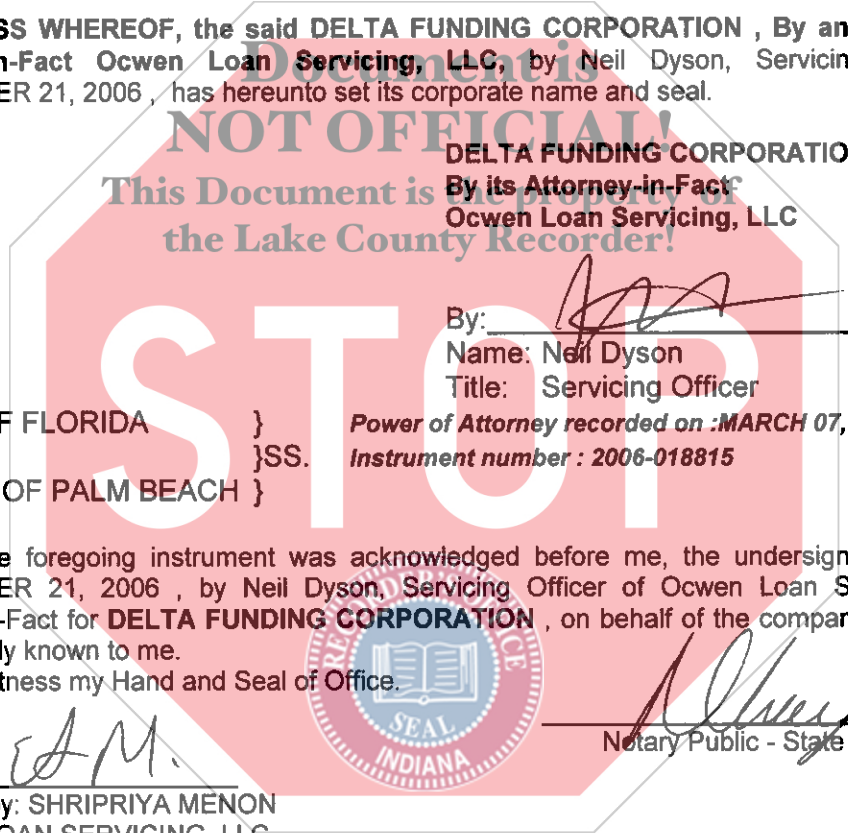 SS WHEREOF, the said DELTA FUNDING CORPORATION , By an
n-Fact Ocwen Loan Servicing, LLC, by Neil Dyson, Servicin
ER 21, 2006 , has hereunto set its corporate name and seal.
Document is
NOT OFFICIAL!
This Document is the property of
the Lake County Recorder!
DELTA FUNDING CORPORATIO
By its Attorney-in-Fact
Ocwen Loan Servicing, LLC
By:
Name: Neil Dyson
Title: Servicing Officer
STOP
F FLORIDA }
}SS.
OF PALM BEACH }
Power of Attorney recorded on :MARCH 07,
Instrument number : 2006-018815
e foregoing instrument was acknowledged before me, the undersign
ER 21, 2006 , by Neil Dyson, Servicing Officer of Ocwen Loan S
-Fact for DELTA FUNDING CORPORATION , on behalf of the compan
ly known to me.
tness my Hand and Seal of Office.
RECORDER'S OFFICE
SEAL
INDIANA
Notary Public - State
y: SHRIPRIYA MENON
OAN SERVICING, LLC